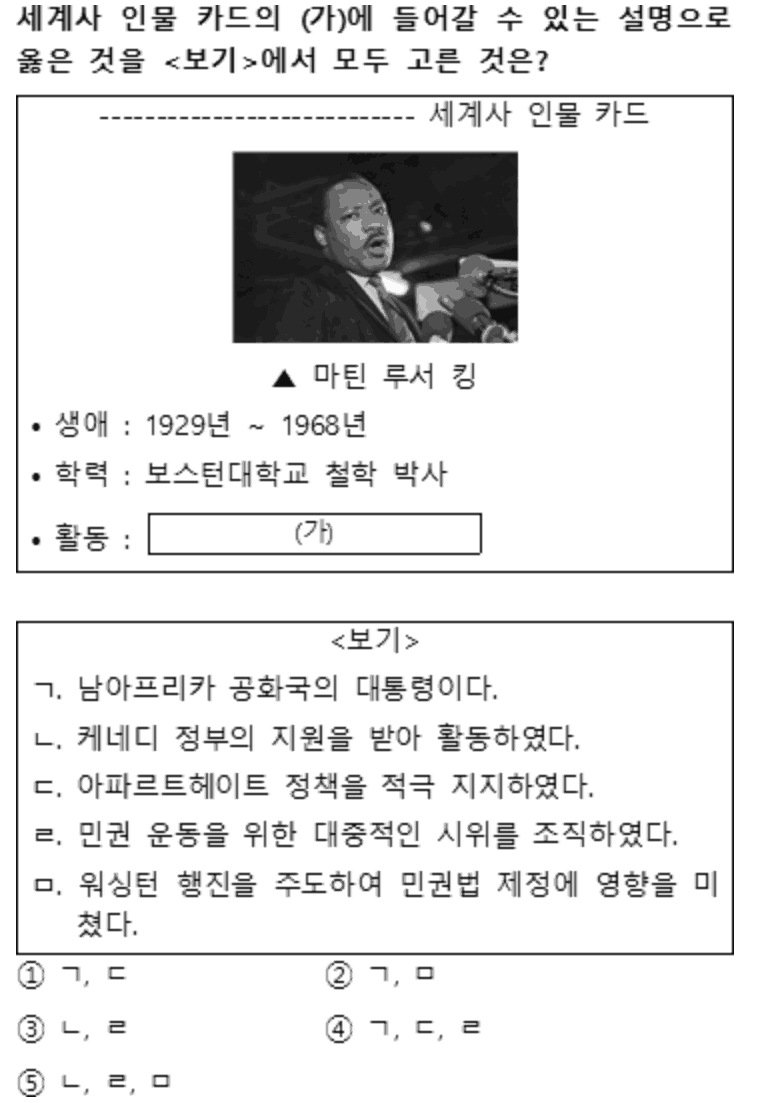 세계사 인물 카드의 (가)에 들어갈 수 있는 설명으로
옳은 것을 <보기>에서 모두 고른 것은?
--------------------------- 세계사 인물 카드
▲ 마틴 루서 킹
• 생애 : 1929년 ~ 1968년
• 학력 : 보스턴대학교 철학 박사
• 활동 : (가)
<보기>
ㄱ. 남아프리카 공화국의 대통령이다.
ㄴ. 케네디 정부의 지원을 받아 활동하였다.
ㄷ. 아파르트헤이트 정책을 적극 지지하였다.
ㄹ. 민권 운동을 위한 대중적인 시위를 조직하였다.
ㅁ. 워싱턴 행진을 주도하여 민권법 제정에 영향을 미
쳤다.
① ㄱ, ㄷ ② ㄱ, ㅁ
③ ㄴ, ㄹ ④ ㄱ, ㄷ, ㄹ
⑤ ㄴ, ㄹ, ㅁ